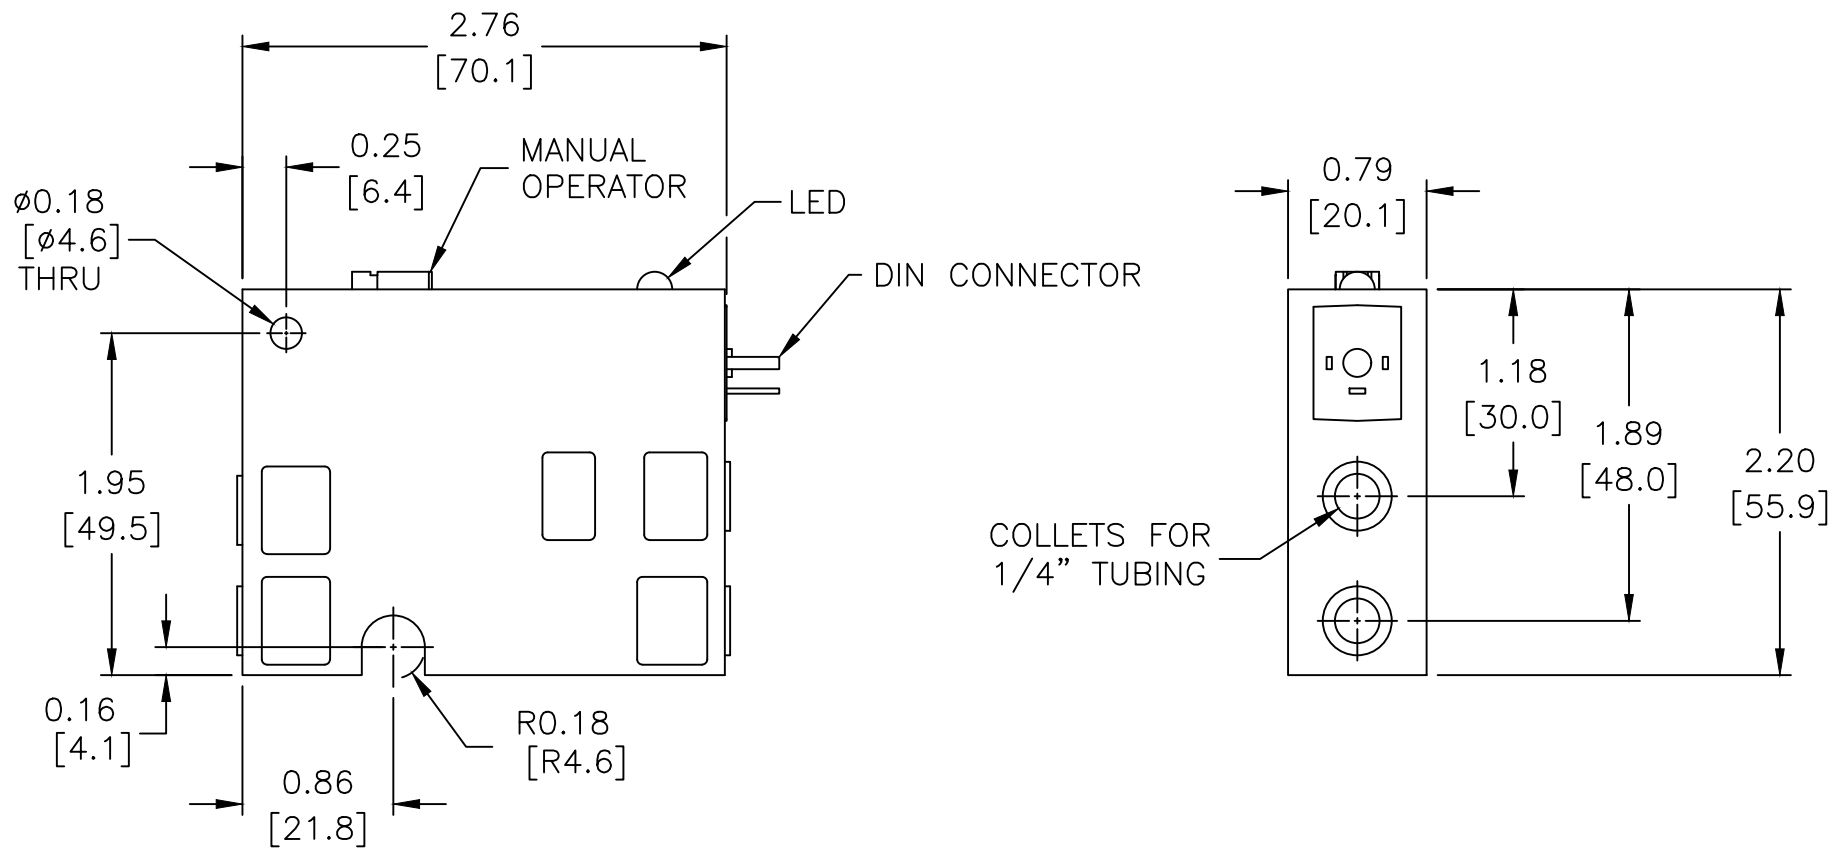 2.76
[70.1]
0.25
[6.4]
MANUAL
OPERATOR
LED
ø0.18
[ø4.6]
THRU
DIN CONNECTOR
1.95
[49.5]
0.16
[4.1]
0.86
[21.8]
R0.18
[R4.6]
0.79
[20.1]
1.18
[30.0]
1.89
[48.0]
2.20
[55.9]
COLLETS FOR
1/4” TUBING